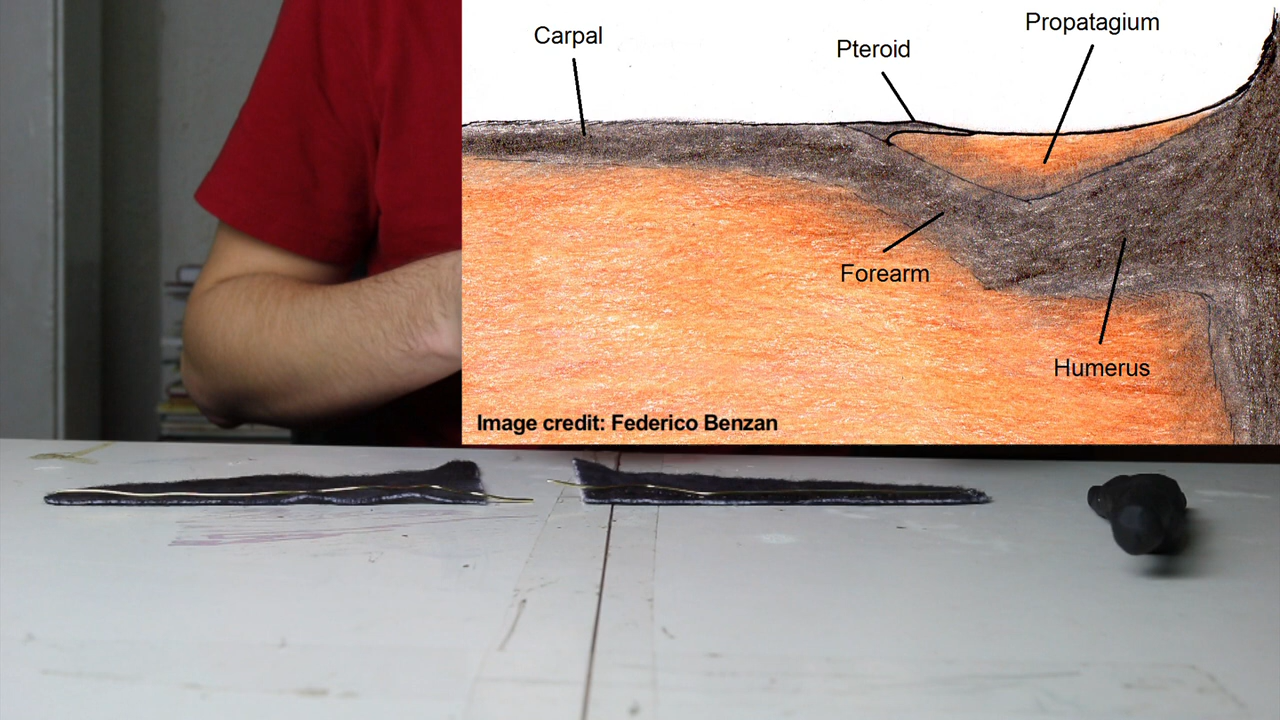 Propatagium
Carpal
Pteroid
Forearm
Humerus
Image credit: Federico Benzan